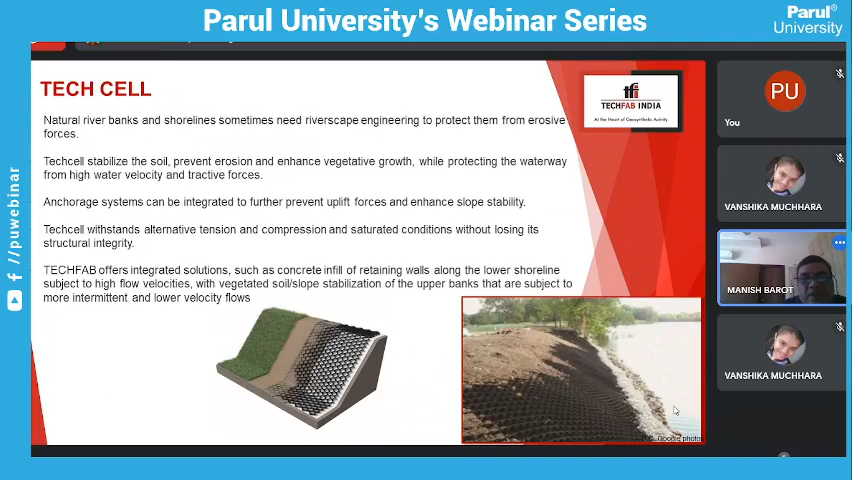 Parul University's Webinar Series
Parul®
University
TECH CELL
Natural river banks and shorelines sometimes need riverscape engineering to protect them from erosive
forces.
Techcell stabilize the soil, prevent erosion and enhance vegetative growth, while protecting the waterway
from high water velocity and tractive forces.
Anchorage systems can be integrated to further prevent uplift forces and enhance slope stability.
Techcell withstands alternative tension and compression and saturated conditions without losing its
structural integrity.
TECHFAB offers integrated solutions, such as concrete infill of retaining walls along the lower shoreline
subject to high flow velocities, with vegetated soil/slope stabilization of the upper banks that are subject to
more intermittent and lower velocity flows
tfi
TECHFAB INDIA
At the Heart of Geosynthetic Activity
Google photos
PU
You
VANSHIKA MUCHHARA
MANISH BAROT
VANSHIKA MUCHHARA
/puwebinar